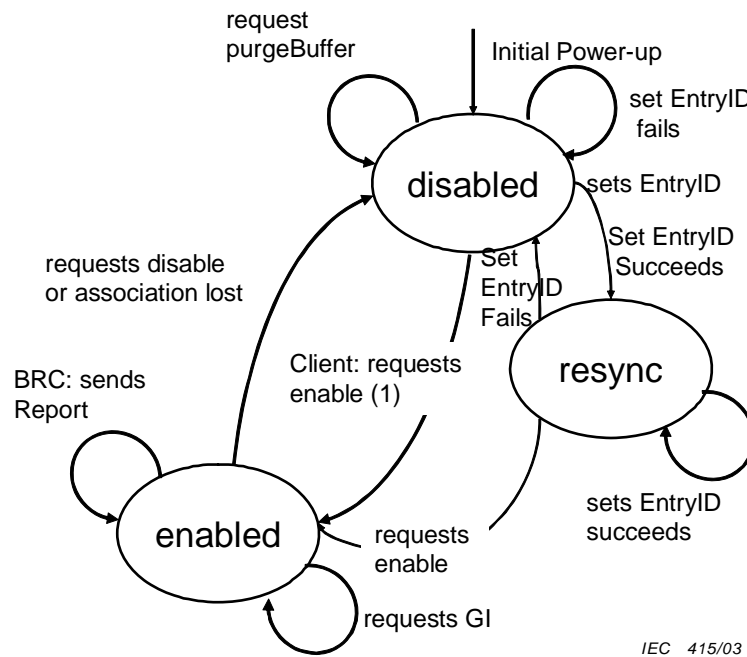 request
purgeBuffer
Initial Power-up
set EntryID
fails
disabled
sets EntryID
Set EntryID
Succeeds
Set
EntryID
Fails
requests disable
or association lost
Client: requests
enable (1)
resync
BRC: sends
Report
enabled
requests
enable
sets EntryID
succeeds
requests GI
IEC 415/03